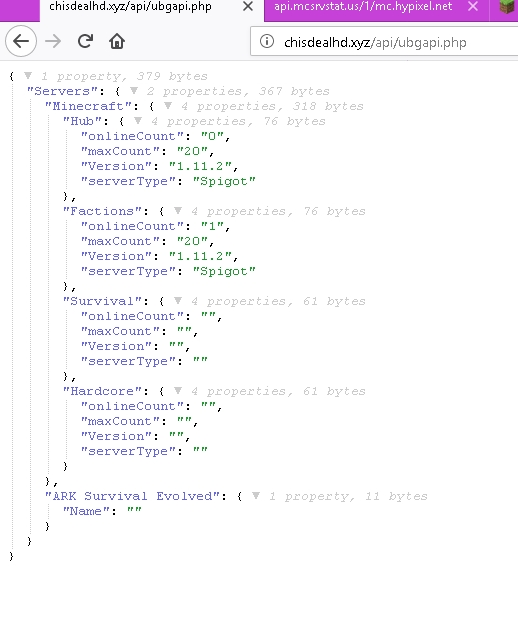 chisdealhd.xyz/api/ubgapi.php × api.mcsrvstat.us/1/mc.hypixel.net ×
chisdealhd.xyz/api/ubgapi.php
{ ▼ 1 property, 379 bytes
"Servers": { ▼ 2 properties, 367 bytes
"Minecraft": { ▼ 4 properties, 318 bytes
"Hub": { ▼ 4 properties, 76 bytes
"onlineCount": "0",
"maxCount": "20",
"Version": "1.11.2",
"serverType": "Spigot"
},
"Factions": { ▼ 4 properties, 76 bytes
"onlineCount": "1",
"maxCount": "20",
"Version": "1.11.2",
"serverType": "Spigot"
},
"Survival": { ▼ 4 properties, 61 bytes
"onlineCount": "",
"maxCount": "",
"Version": "",
"serverType": ""
},
"Hardcore": { ▼ 4 properties, 61 bytes
"onlineCount": "",
"maxCount": "",
"Version": "",
"serverType": ""
}
},
"ARK Survival Evolved": { ▼ 1 property, 11 bytes
"Name": ""
}
}
}